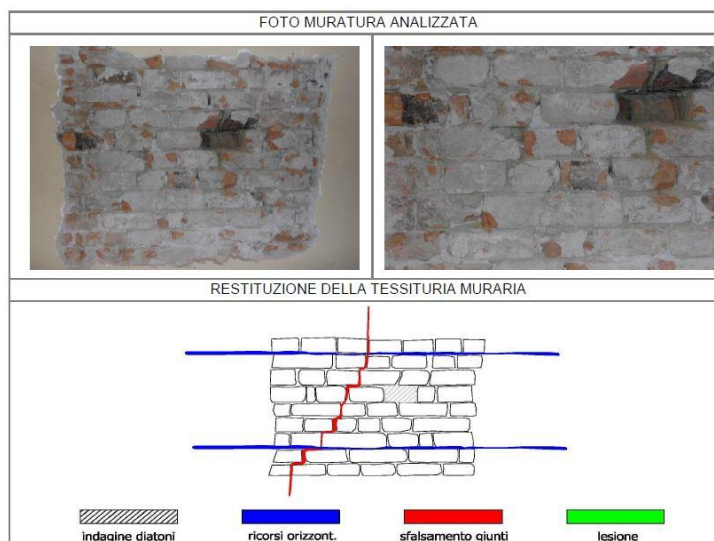 FOTO MURATURA ANALIZZATA
RESTITUZIONE DELLA TESSITURIA MURARIA
indagine diatoni
ricorsi orizzont.
sfalsamento giunti
lesione